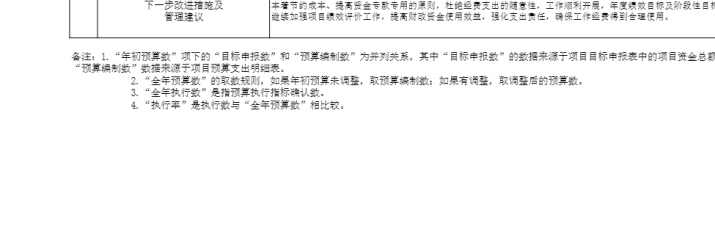 下一步改进措施及
管理建议
本着节约成本、提高资金专款专用的原则，杜绝经费支出的随意性，工作顺利开展，年度绩效目标及阶段性目标
继续加强项目绩效评价工作，提高财政资金使用效益，强化支出责任，确保工作经费得到合理使用。
备注：1.“年初预算数”项下的“目标申报数”和“预算编制数”为并列关系，其中“目标申报数”的数据来源于项目目标申报表中的项目资金总额
“预算编制数”数据来源于项目预算支出明细表。
2.“全年预算数”的取数规则，如果年初预算未调整，取预算编制数；如果有调整，取调整后的预算数。
3.“全年执行数”是指预算执行指标确认数。
4.“执行率”是执行数与“全年预算数”相比较。